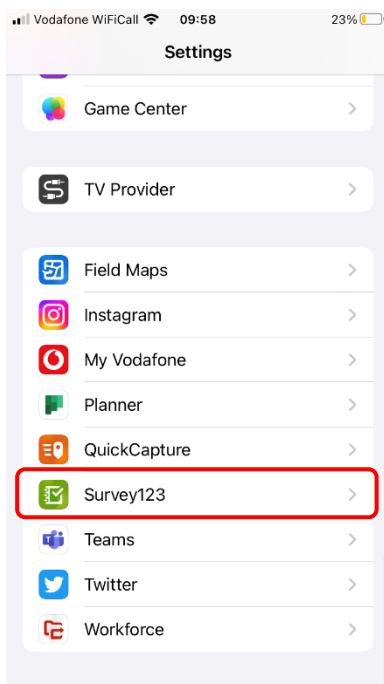 Vodafone WiFiCall 09:58 23%
Settings
Game Center
TV Provider
Field Maps
Instagram
My Vodafone
Planner
QuickCapture
Survey123
Teams
Twitter
Workforce